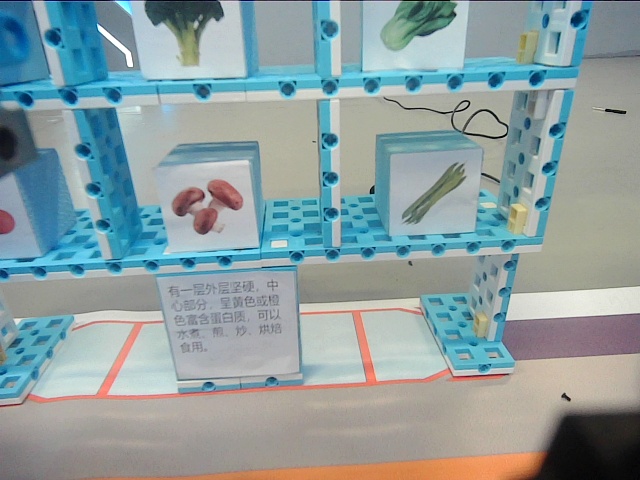 有一层外层坚硬，中
心部分，呈黄色或橙
色富含蛋白质，可以
水煮、煎、炒、烘焙
食用。